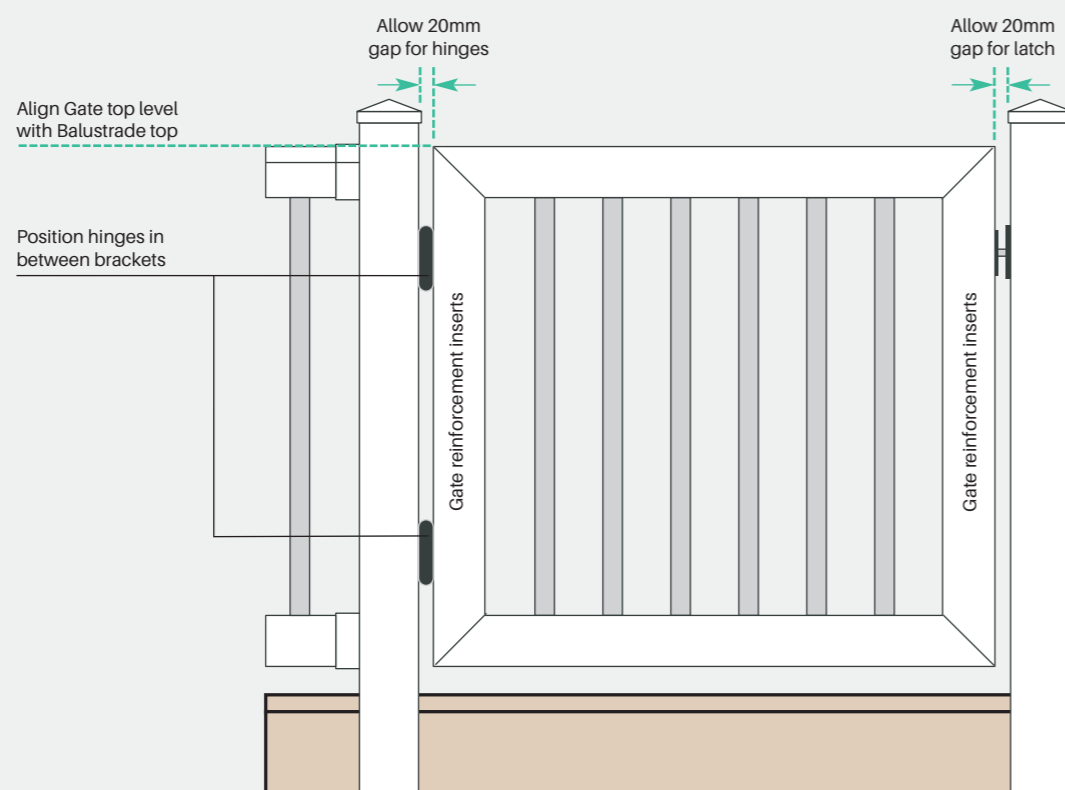 Allow 20mm
gap for hinges
Allow 20mm
gap for latch
Align Gate top level
with Balustrade top
Position hinges in
between brackets
Gate reinforcement inserts
Gate reinforcement inserts